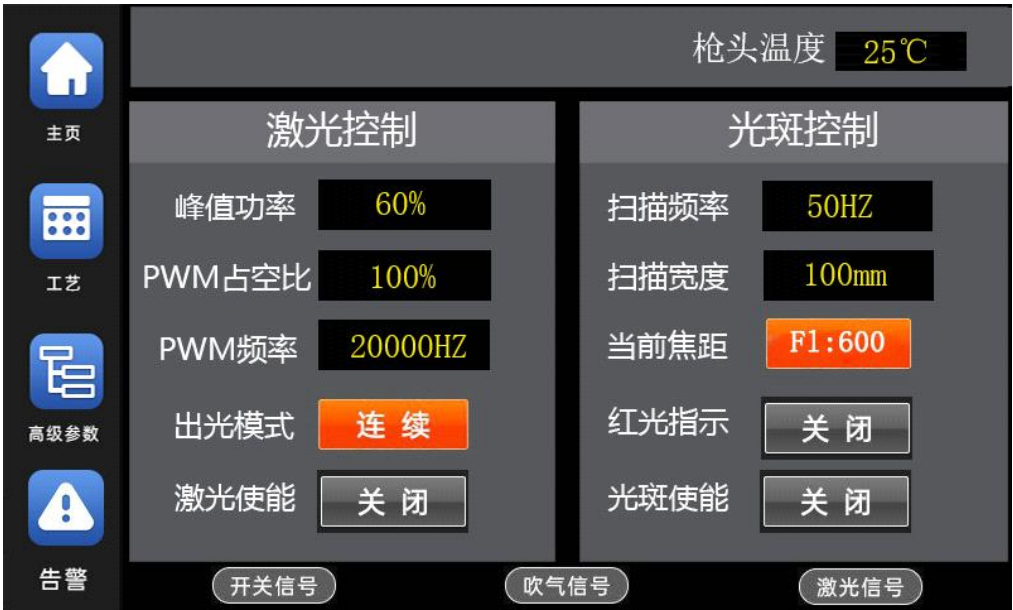 枪头温度 25℃
主页
工艺
高级参数
告警
激光控制
峰值功率 60%
PWM占空比 100%
PWM频率 20000HZ
出光模式 连续
激光使能 关闭
光斑控制
扫描频率 50HZ
扫描宽度 100mm
当前焦距 F1:600
红光指示 关闭
光斑使能 关闭
开关信号
吹气信号
激光信号